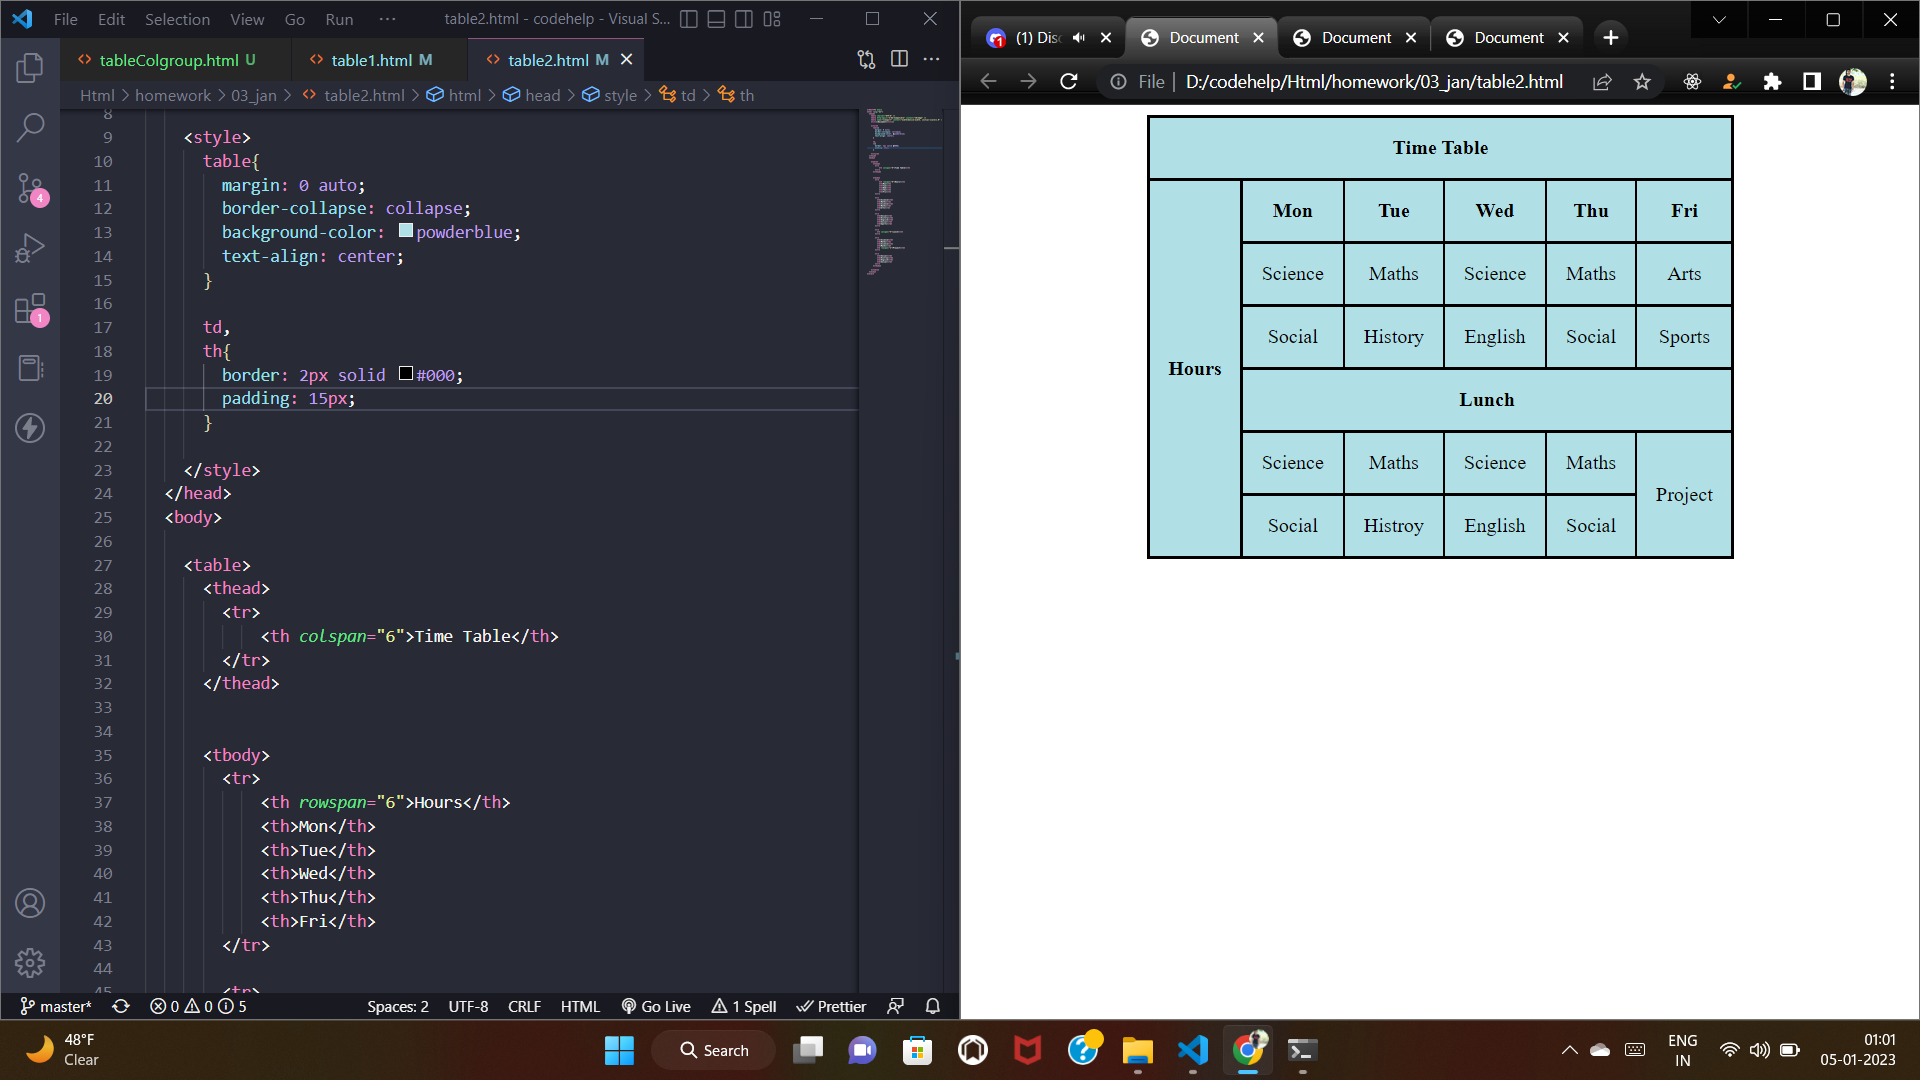 File Edit Selection View Go Run ··· table2.html - codehelp - Visual S...
tableColgroup.html U table1.html M table2.html M
Html > homework > 03_jan > table2.html > html > head > style > td > th
8
9 <style>
10 table{
11 margin: 0 auto;
12 border-collapse: collapse;
13 background-color: powderblue;
14 text-align: center;
15 }
16
17 td,
18 th{
19 border: 2px solid #000;
20 padding: 15px;
21 }
22
23 </style>
24 </head>
25 <body>
26
27 <table>
28 <thead>
29 <tr>
30 <th colspan="6">Time Table</th>
31 </tr>
32 </thead>
33
34
35 <tbody>
36 <tr>
37 <th rowspan="6">Hours</th>
38 <th>Mon</th>
39 <th>Tue</th>
40 <th>Wed</th>
41 <th>Thu</th>
42 <th>Fri</th>
43 </tr>
44
45 <tr>
4
1
master* 0 0 5 Spaces: 2 UTF-8 CRLF HTML Go Live 1 Spell Prettier
1 (1) Disc Document Document Document
File D:/codehelp/Html/homework/03_jan/table2.html
Time Table
Mon Tue Wed Thu Fri
Science Maths Science Maths Arts
Social History English Social Sports
Hours
Lunch
Science Maths Science Maths
Project
Social Histroy English Social
48°F
Clear
Search
ENG
IN
01:01
05-01-2023